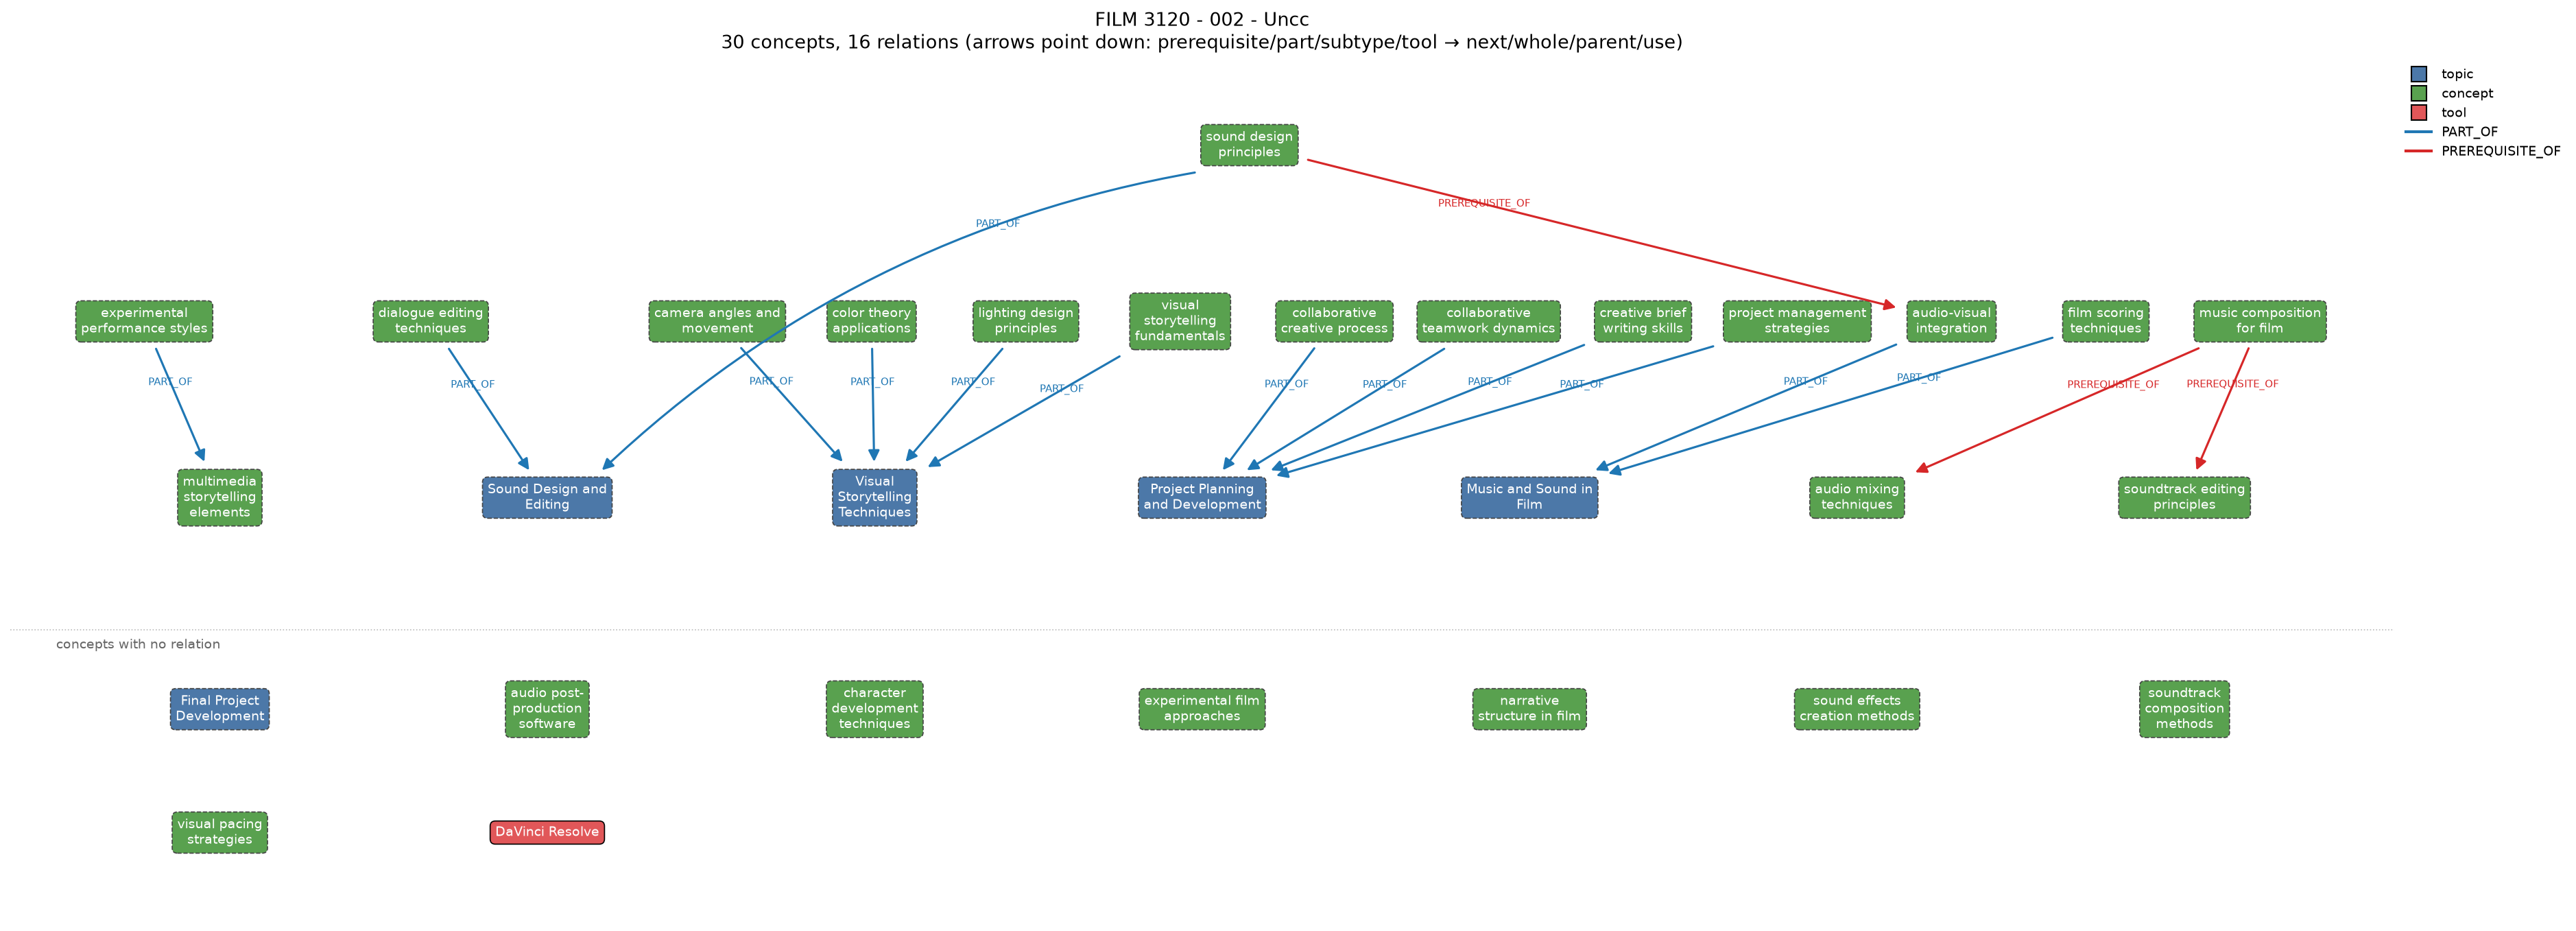 FILM 3120 - 002 - Uncc
30 concepts, 16 relations (arrows point down: prerequisite/part/subtype/tool → next/whole/parent/use)
topic
concept
tool
PART_OF
PREREQUISITE_OF
sound design
principles
PREREQUISITE_OF
PART_OF
experimental
performance styles
dialogue editing
techniques
camera angles and
movement
color theory
applications
lighting design
principles
visual
storytelling
fundamentals
collaborative
creative process
collaborative
teamwork dynamics
creative brief
writing skills
project management
strategies
audio-visual
integration
film scoring
techniques
music composition
for film
PART_OF
PART_OF
PART_OF
PART_OF
PART_OF
PART_OF
PART_OF
PART_OF
PART_OF
PART_OF
PART_OF
PART_OF
PREREQUISITE_OF
PREREQUISITE_OF
multimedia
storytelling
elements
Sound Design and
Editing
Visual
Storytelling
Techniques
Project Planning
and Development
Music and Sound in
Film
audio mixing
techniques
soundtrack editing
principles
concepts with no relation
Final Project
Development
audio post-
production
software
character
development
techniques
experimental film
approaches
narrative
structure in film
sound effects
creation methods
soundtrack
composition
methods
visual pacing
strategies
DaVinci Resolve